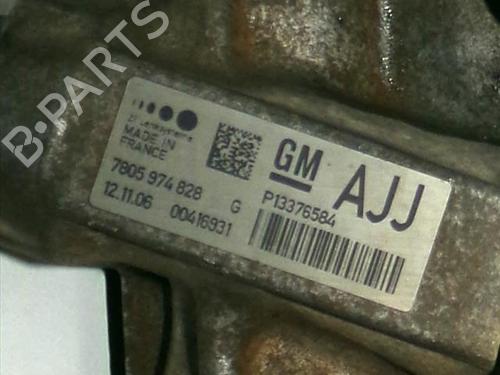 B-PARTS
ZF Lenksysteme
MADE IN
FRANCE
7805 974 828 G
12.11.06 00416931
GM
P13376584
AJJ